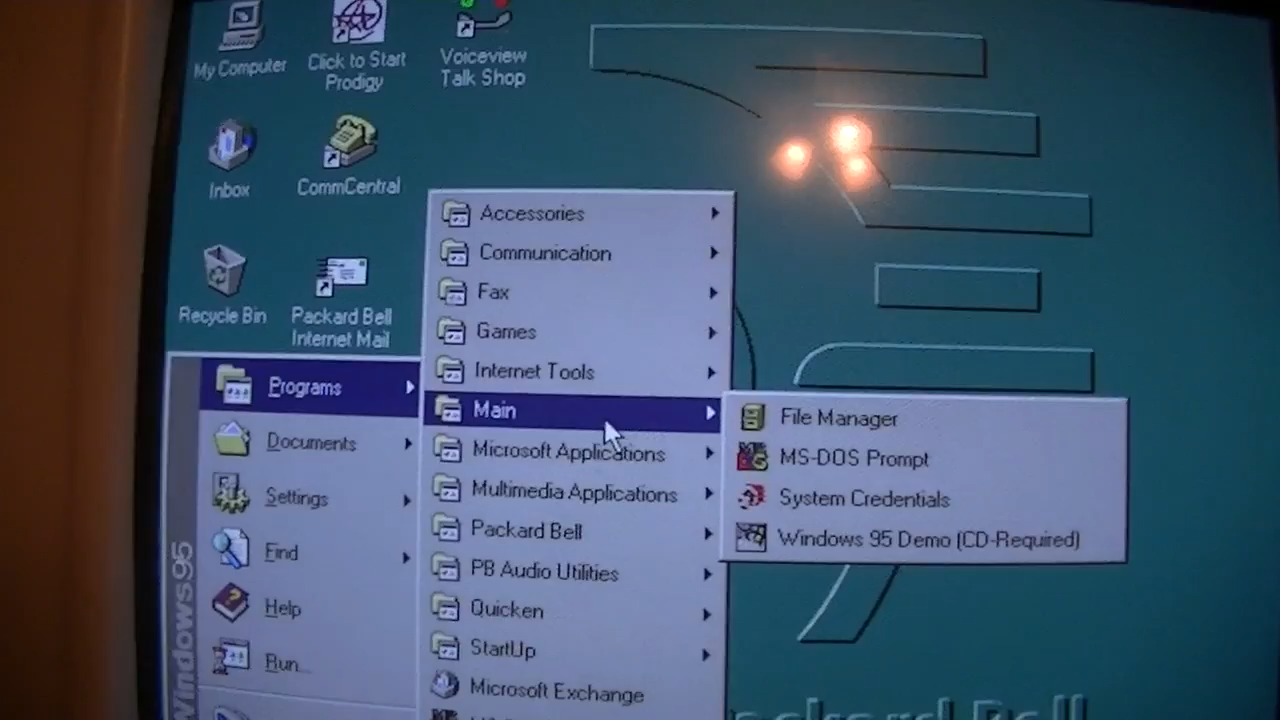 My Computer
Click to Start
Prodigy
Voiceview
Talk Shop
Inbox
CommCentral
Recycle Bin
Packard Bell
Internet Mail
Programs
Documents
Settings
Find
Help
Run...
Windows95
Accessories
Communication
Fax
Games
Internet Tools
Main
Microsoft Applications
Multimedia Applications
Packard Bell
PB Audio Utilities
Quicken
StartUp
Microsoft Exchange
File Manager
MS-DOS Prompt
System Credentials
Windows 95 Demo (CD-Required)
ackard Bell